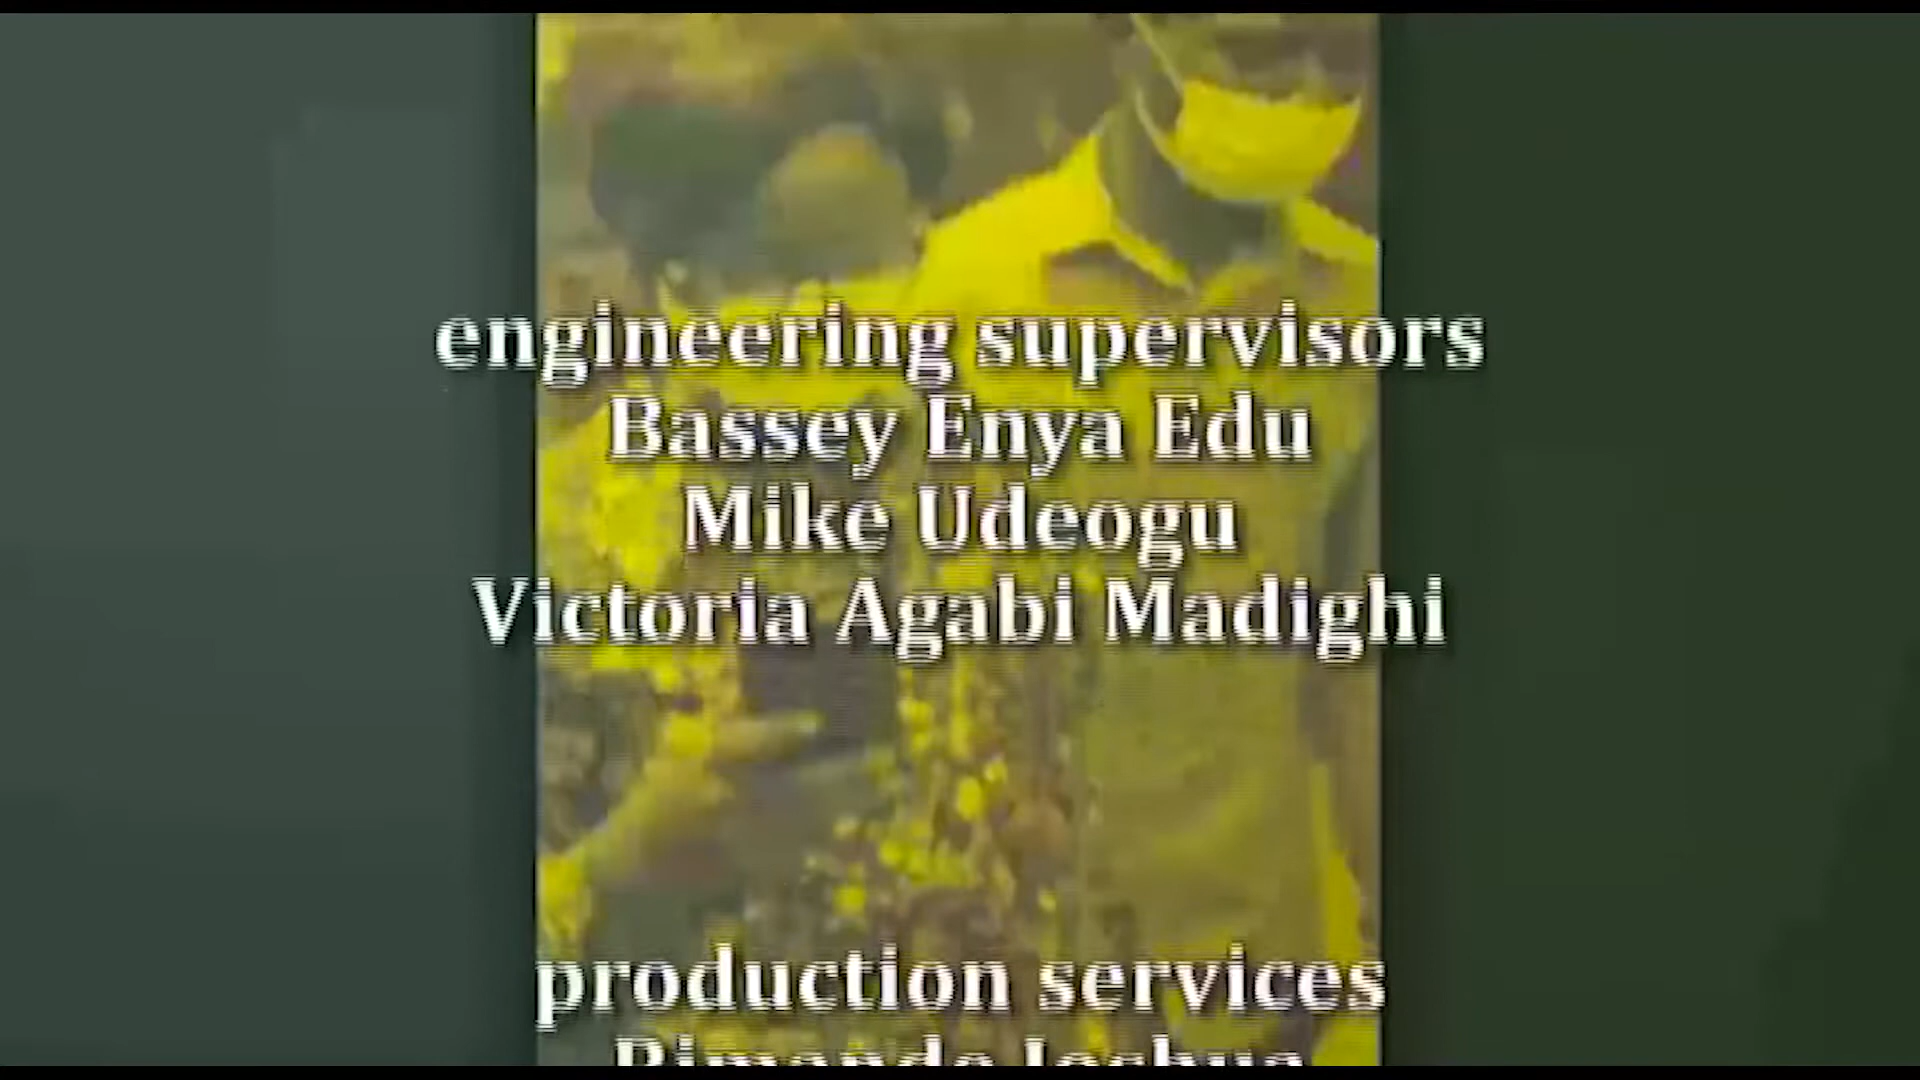 engineering supervisors
Bassey Enya Edu
Mike Udeogu
Victoria Agabi Madighi
production services